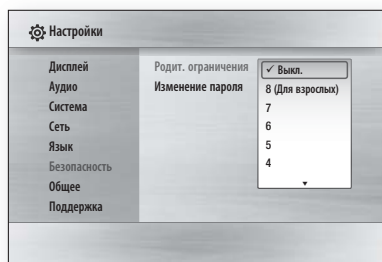 Настройки
Дисплей
Аудио
Система
Сеть
Язык
Безопасность
Общее
Поддержка
Родит. ограничения
Изменение пароля
✓ Выкл.
8 (Для взрослых)
7
6
5
4